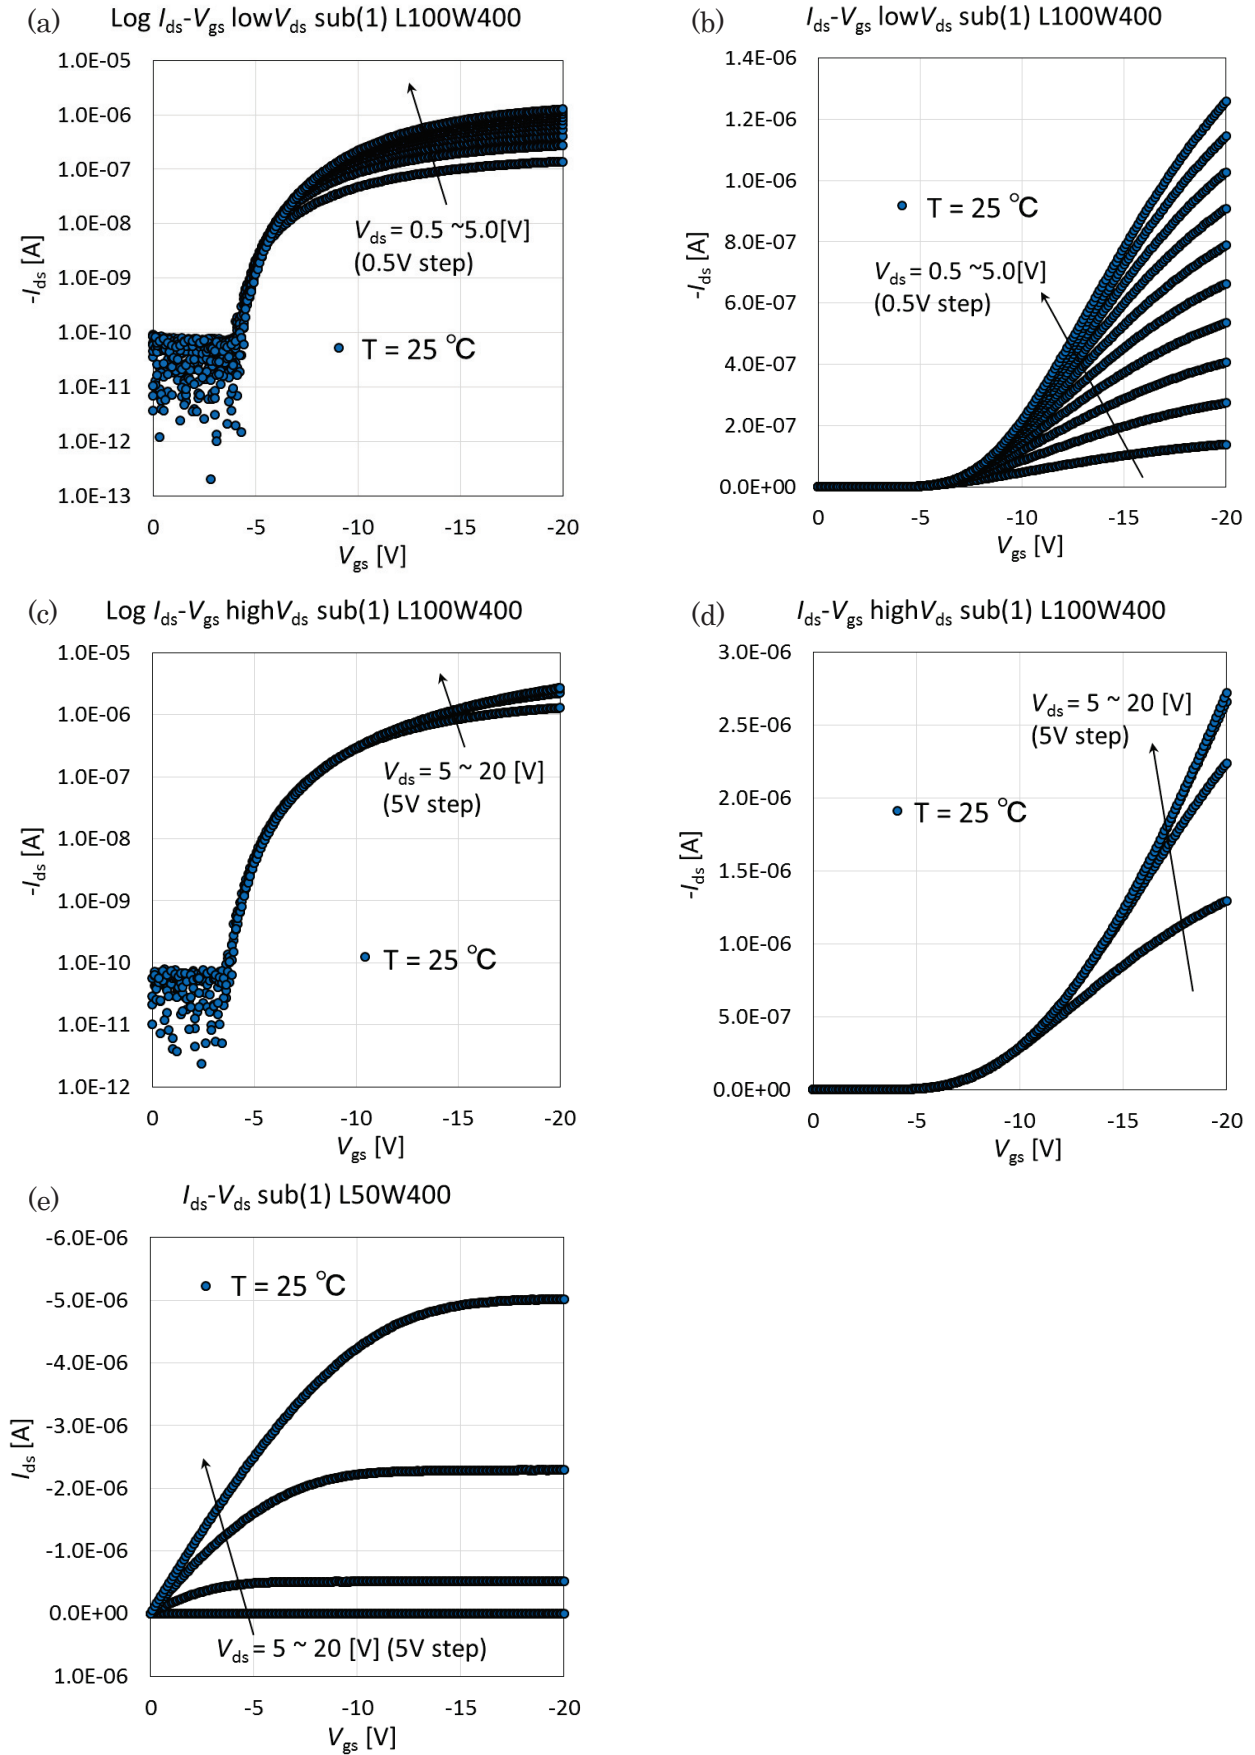 (a)
Log Ids-Vgs lowVds sub(1) L100W400
1.0E-05
1.0E-06
1.0E-07
1.0E-08
1.0E-09
1.0E-10
1.0E-11
1.0E-12
1.0E-13
-Ids [A]
Vds = 0.5 ~5.0[V]
(0.5V step)
T = 25 °C
0 -5 -10 -15 -20
Vgs [V]
(b)
Ids-Vgs lowVds sub(1) L100W400
1.4E-06
1.2E-06
1.0E-06
8.0E-07
6.0E-07
4.0E-07
2.0E-07
0.0E+00
-Ids [A]
T = 25 °C
Vds = 0.5 ~5.0[V]
(0.5V step)
0 -5 -10 -15 -20
Vgs [V]
(c)
Log Ids-Vgs highVds sub(1) L100W400
1.0E-05
1.0E-06
1.0E-07
1.0E-08
1.0E-09
1.0E-10
1.0E-11
1.0E-12
-Ids [A]
Vds = 5 ~ 20 [V]
(5V step)
T = 25 °C
0 -5 -10 -15 -20
Vgs [V]
(d)
Ids-Vgs highVds sub(1) L100W400
3.0E-06
2.5E-06
2.0E-06
1.5E-06
1.0E-06
5.0E-07
0.0E+00
-Ids [A]
Vds = 5 ~ 20 [V]
(5V step)
T = 25 °C
0 -5 -10 -15 -20
Vgs [V]
(e)
Ids-Vds sub(1) L50W400
-6.0E-06
-5.0E-06
-4.0E-06
-3.0E-06
-2.0E-06
-1.0E-06
0.0E+00
1.0E-06
Ids [A]
T = 25 °C
Vds = 5 ~ 20 [V] (5V step)
0 -5 -10 -15 -20
Vgs [V]